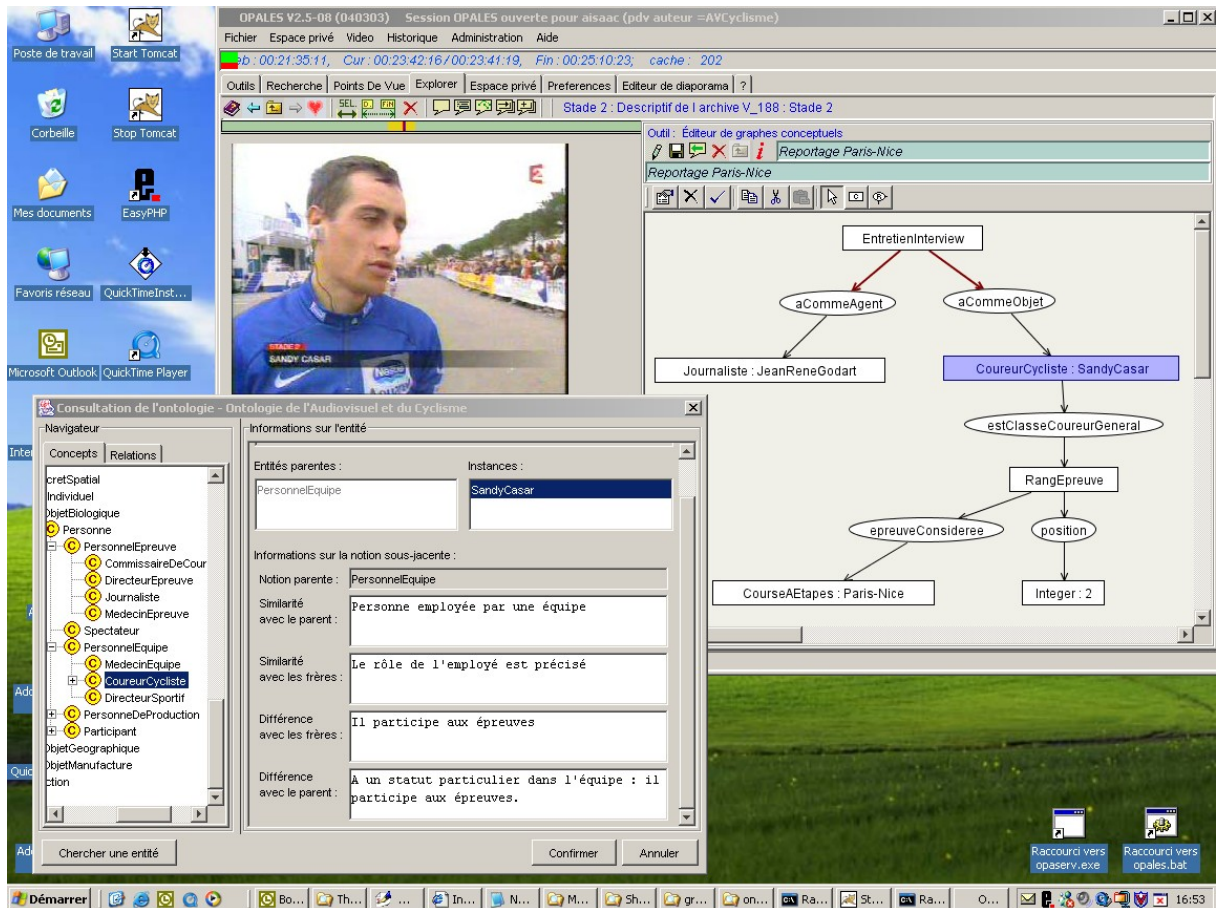 Poste de travail
Start Tomcat
Corbeille
Stop Tomcat
Mes documents
EasyPHP
Favoris réseau
QuickTimeInst...
Microsoft Outlook
QuickTime Player
OPALES V2.5-08 (040303) Session OPALES ouverte pour aisaac (pdv auteur =AVCyclisme)
Fichier Espace privé Video Historique Administration Aide
eb : 00:21:35:11, Cur : 00:23:42:16 / 00:23:41:19, Fin : 00:25:10:23; cache : 202
Outils Recherche Points De Vue Explorer Espace privé Preferences Editeur de diaporama ?
SEL. D. FIN
Stade 2 : Descriptif de l archive V_188 : Stade 2
STADE 2
SANDY CASAR
Outil : Éditeur de graphes conceptuels
Reportage Paris-Nice
Reportage Paris-Nice
EntretienInterview
aCommeAgent
aCommeObjet
Journaliste : JeanReneGodart
CoureurCycliste : SandyCasar
estClasseCoureurGeneral
RangEpreuve
epreuveConsideree
position
CourseAEtapes : Paris-Nice
Integer : 2
Consultation de l'ontologie - Ontologie de l'Audiovisuel et du Cyclisme
Navigateur
Concepts Relations
cretSpatial
Individuel
ObjetBiologique
Personne
PersonnelEpreuve
CommissaireDeCour
DirecteurEpreuve
Journaliste
MedecinEpreuve
Spectateur
PersonnelEquipe
MedecinEquipe
CoureurCycliste
DirecteurSportif
PersonneDeProduction
Participant
ObjetGeographique
ObjetManufacture
ction
Chercher une entité
Informations sur l'entité
Entités parentes :
PersonnelEquipe
Instances :
SandyCasar
Informations sur la notion sous-jacente :
Notion parente : PersonnelEquipe
Similarité
avec le parent :
Personne employée par une équipe
Similarité
avec les frères :
Le rôle de l'employé est précisé
Différence
avec les frères :
Il participe aux épreuves
Différence
avec le parent :
A un statut particulier dans l'équipe : il
participe aux épreuves.
Confirmer
Annuler
Raccourci vers
opaserv.exe
Raccourci vers
opales.bat
Démarrer
Bo... Th... ... In... N... M... Sh... gr... on... Ra... St... Ra... O...
16:53